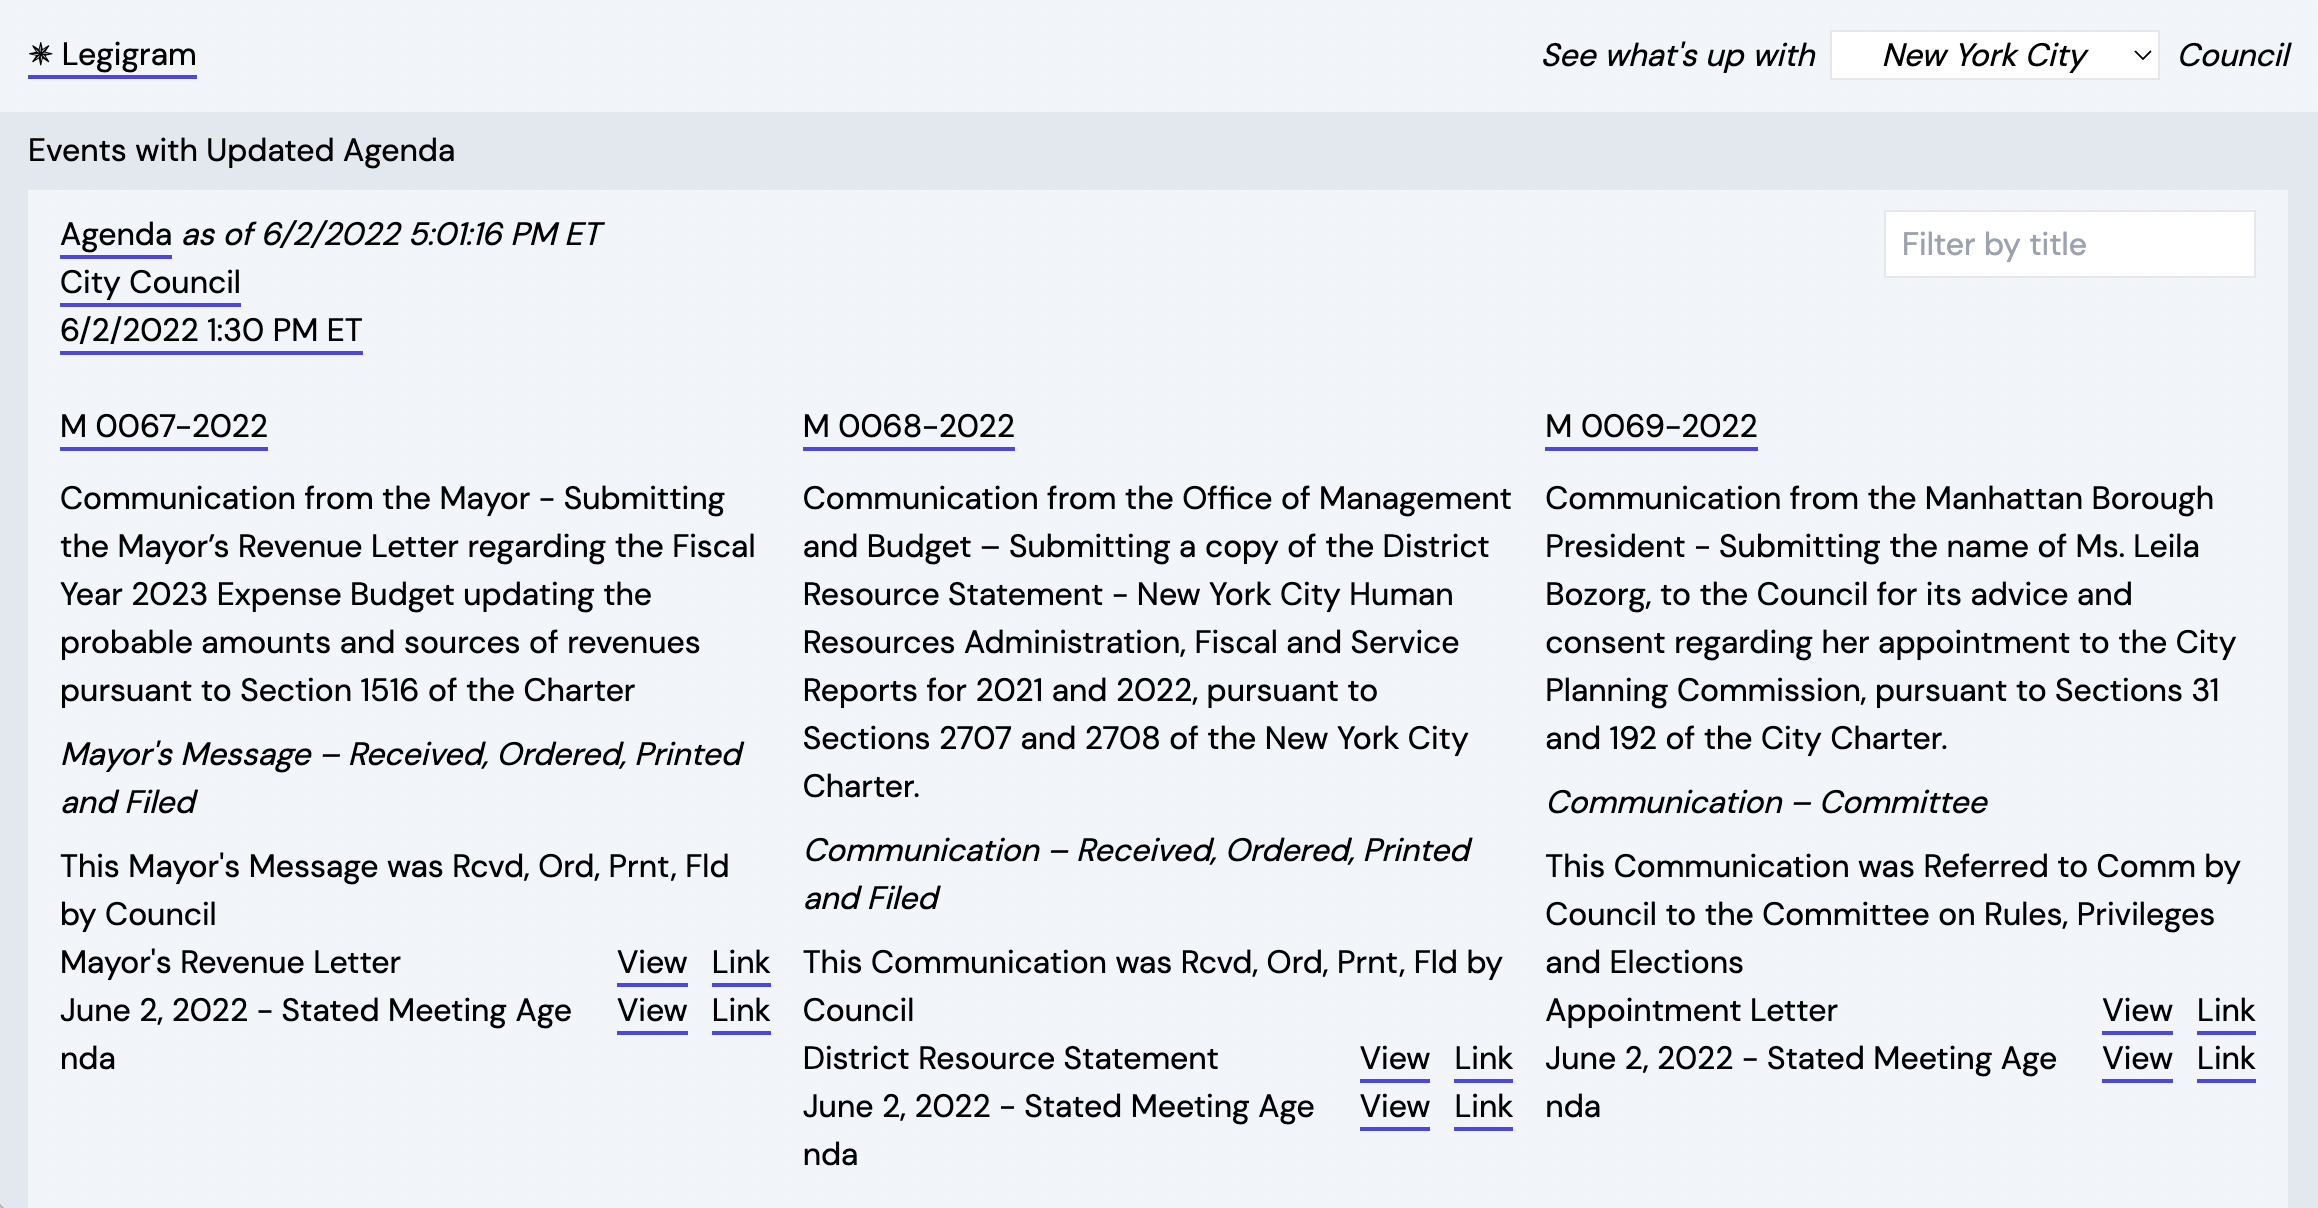 ✷ Legigram
See what's up with New York City Council
Events with Updated Agenda
Agenda as of 6/2/2022 5:01:16 PM ET
Filter by title
City Council
6/2/2022 1:30 PM ET
M 0067-2022
Communication from the Mayor - Submitting
the Mayor’s Revenue Letter regarding the Fiscal
Year 2023 Expense Budget updating the
probable amounts and sources of revenues
pursuant to Section 1516 of the Charter
Mayor's Message – Received, Ordered, Printed
and Filed
This Mayor's Message was Rcvd, Ord, Prnt, Fld
by Council
Mayor's Revenue Letter View Link
June 2, 2022 - Stated Meeting Age View Link
nda
M 0068-2022
Communication from the Office of Management
and Budget – Submitting a copy of the District
Resource Statement - New York City Human
Resources Administration, Fiscal and Service
Reports for 2021 and 2022, pursuant to
Sections 2707 and 2708 of the New York City
Charter.
Communication – Received, Ordered, Printed
and Filed
This Communication was Rcvd, Ord, Prnt, Fld by
Council
District Resource Statement View Link
June 2, 2022 - Stated Meeting Age View Link
nda
M 0069-2022
Communication from the Manhattan Borough
President - Submitting the name of Ms. Leila
Bozorg, to the Council for its advice and
consent regarding her appointment to the City
Planning Commission, pursuant to Sections 31
and 192 of the City Charter.
Communication – Committee
This Communication was Referred to Comm by
Council to the Committee on Rules, Privileges
and Elections
Appointment Letter View Link
June 2, 2022 - Stated Meeting Age View Link
nda